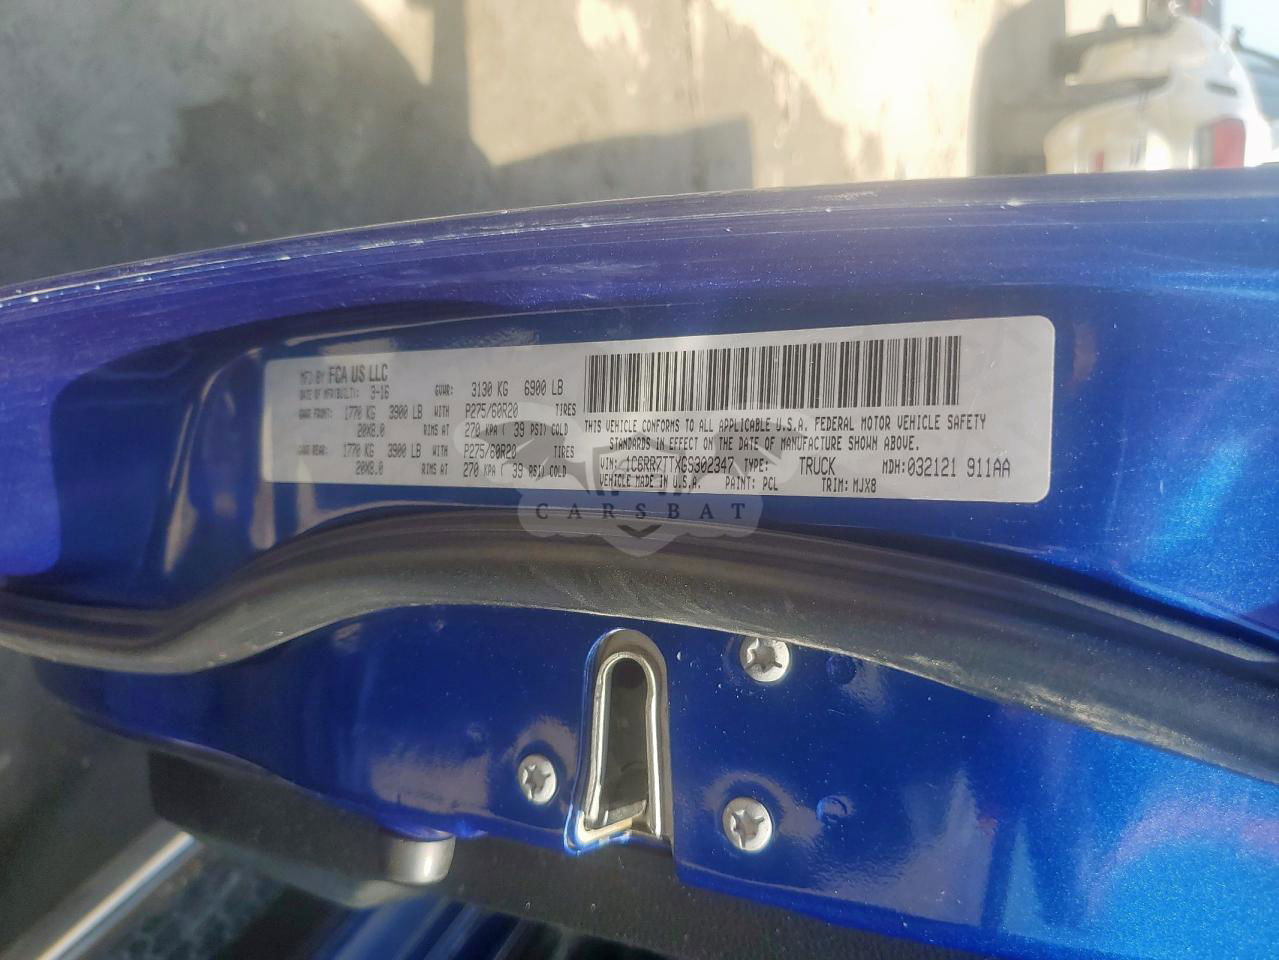 MFD BY FCA US LLC
DATE OF MFR(BUILT): 3-16 GVWR: 3130 KG 6900 LB
GAWR FRONT: 1770 KG 3900 LB WITH P275/60R20 TIRES
20X8.0 RIMS AT 270 KPA ( 39 PSI) COLD
GAWR REAR: 1770 KG 3900 LB WITH P275/60R20 TIRES
20X8.0 RIMS AT 270 KPA ( 39 PSI) COLD
THIS VEHICLE CONFORMS TO ALL APPLICABLE U.S.A. FEDERAL MOTOR VEHICLE SAFETY
STANDARDS IN EFFECT ON THE DATE OF MANUFACTURE SHOWN ABOVE.
VIN: 1C6RR7TTXGS302347 TYPE: TRUCK MDH: 032121 911AA
VEHICLE MADE IN U.S.A. PAINT: PCL TRIM: MJX8
CARSBAT